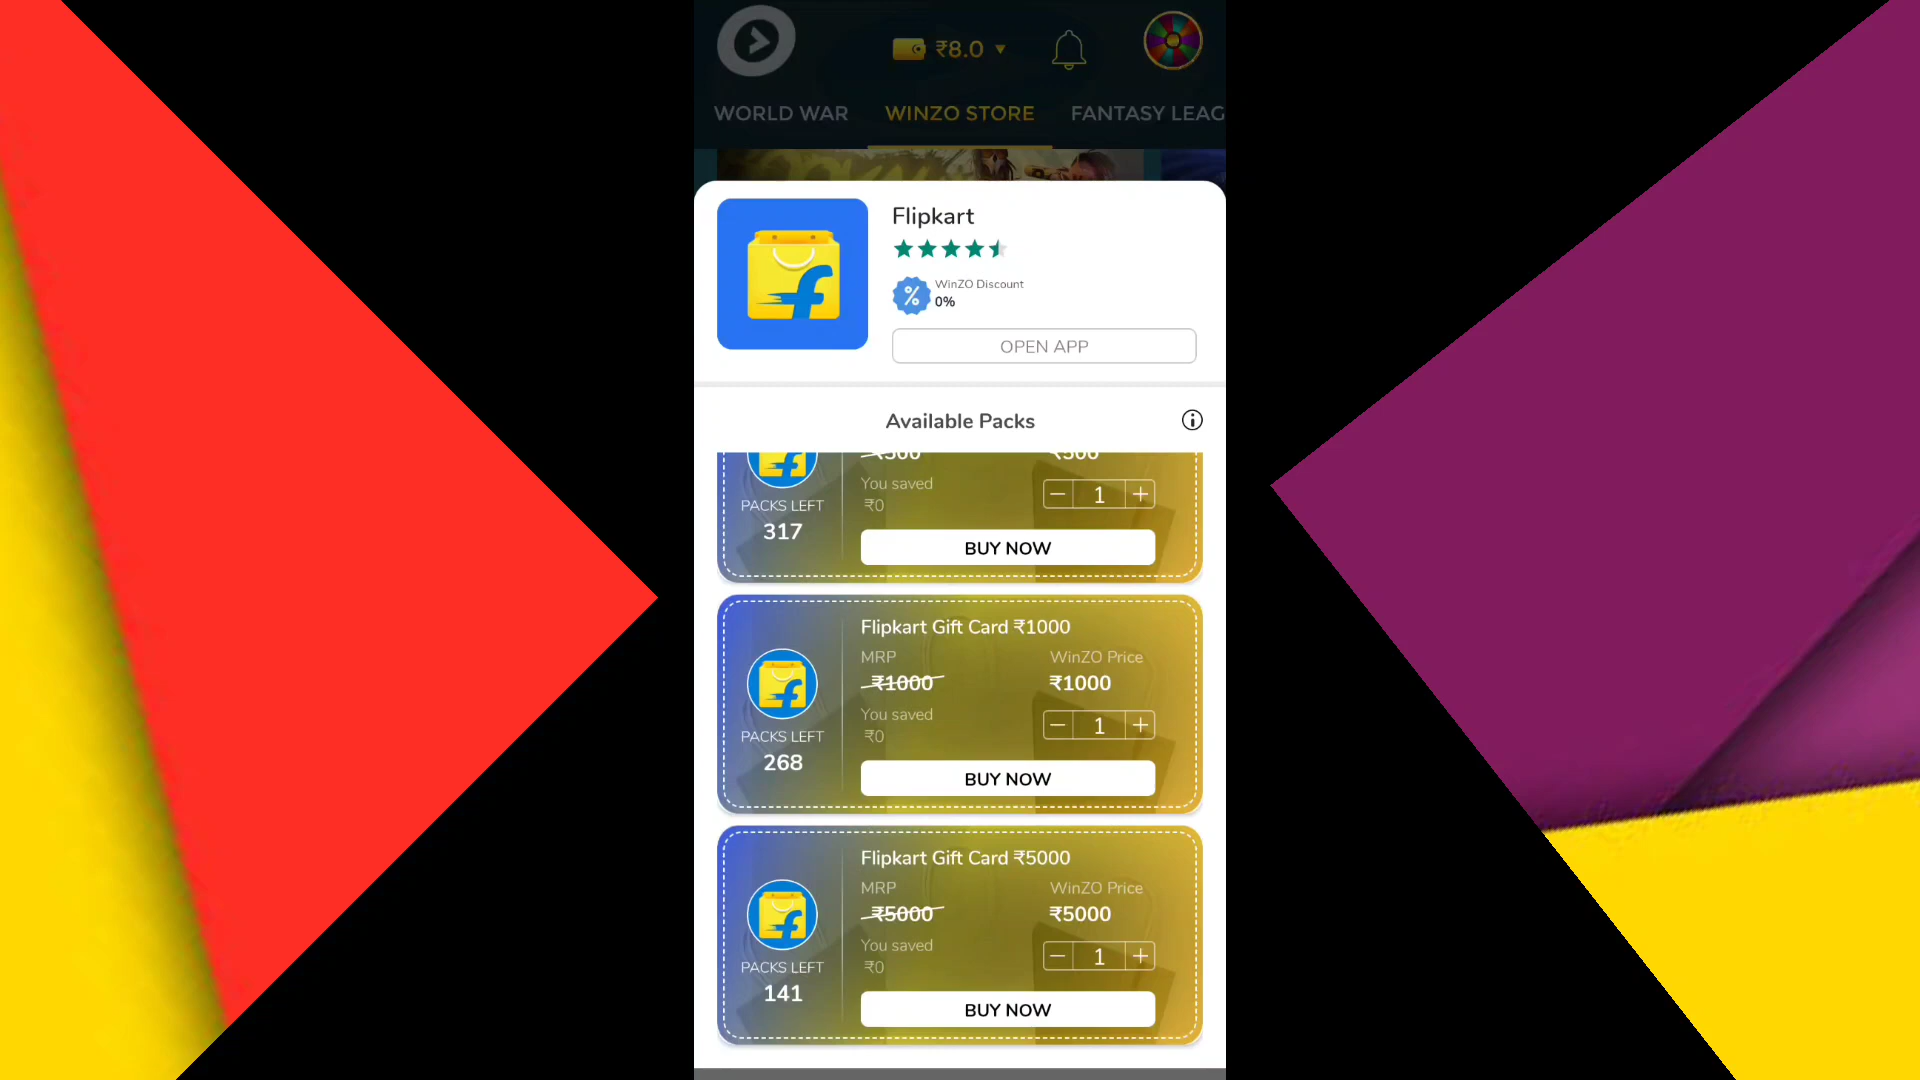 ₹8.0
WORLD WAR WINZO STORE FANTASY LEAG
Flipkart
WinZO Discount
0%
OPEN APP
Available Packs
₹500 ₹500
You saved
₹0
1
PACKS LEFT
317
BUY NOW
Flipkart Gift Card ₹1000
MRP WinZO Price
₹1000 ₹1000
You saved
₹0
1
PACKS LEFT
268
BUY NOW
Flipkart Gift Card ₹5000
MRP WinZO Price
₹5000 ₹5000
You saved
₹0
1
PACKS LEFT
141
BUY NOW